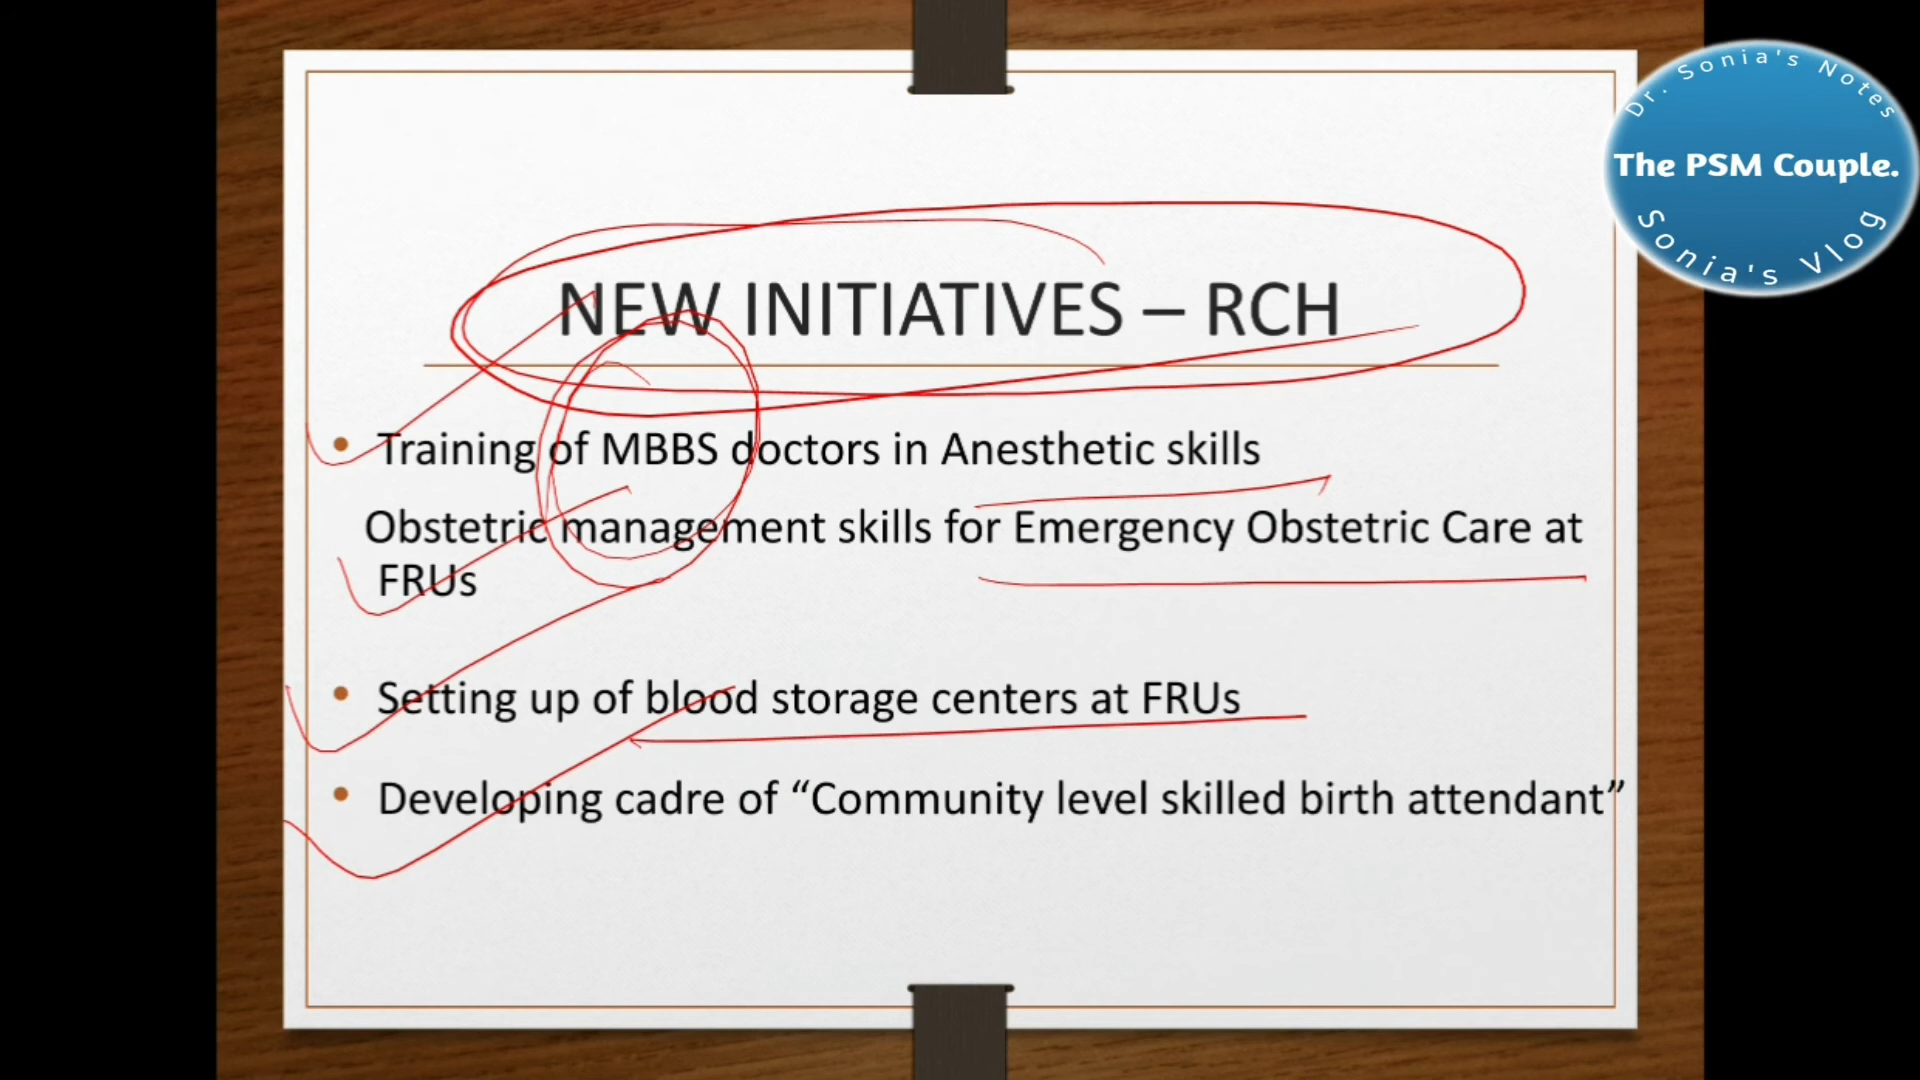 Dr. Sonia's Notes
The PSM Couple.
Sonia's Vlog
NEW INITIATIVES – RCH
• Training of MBBS doctors in Anesthetic skills
Obstetric management skills for Emergency Obstetric Care at
FRUs
• Setting up of blood storage centers at FRUs
• Developing cadre of “Community level skilled birth attendant”